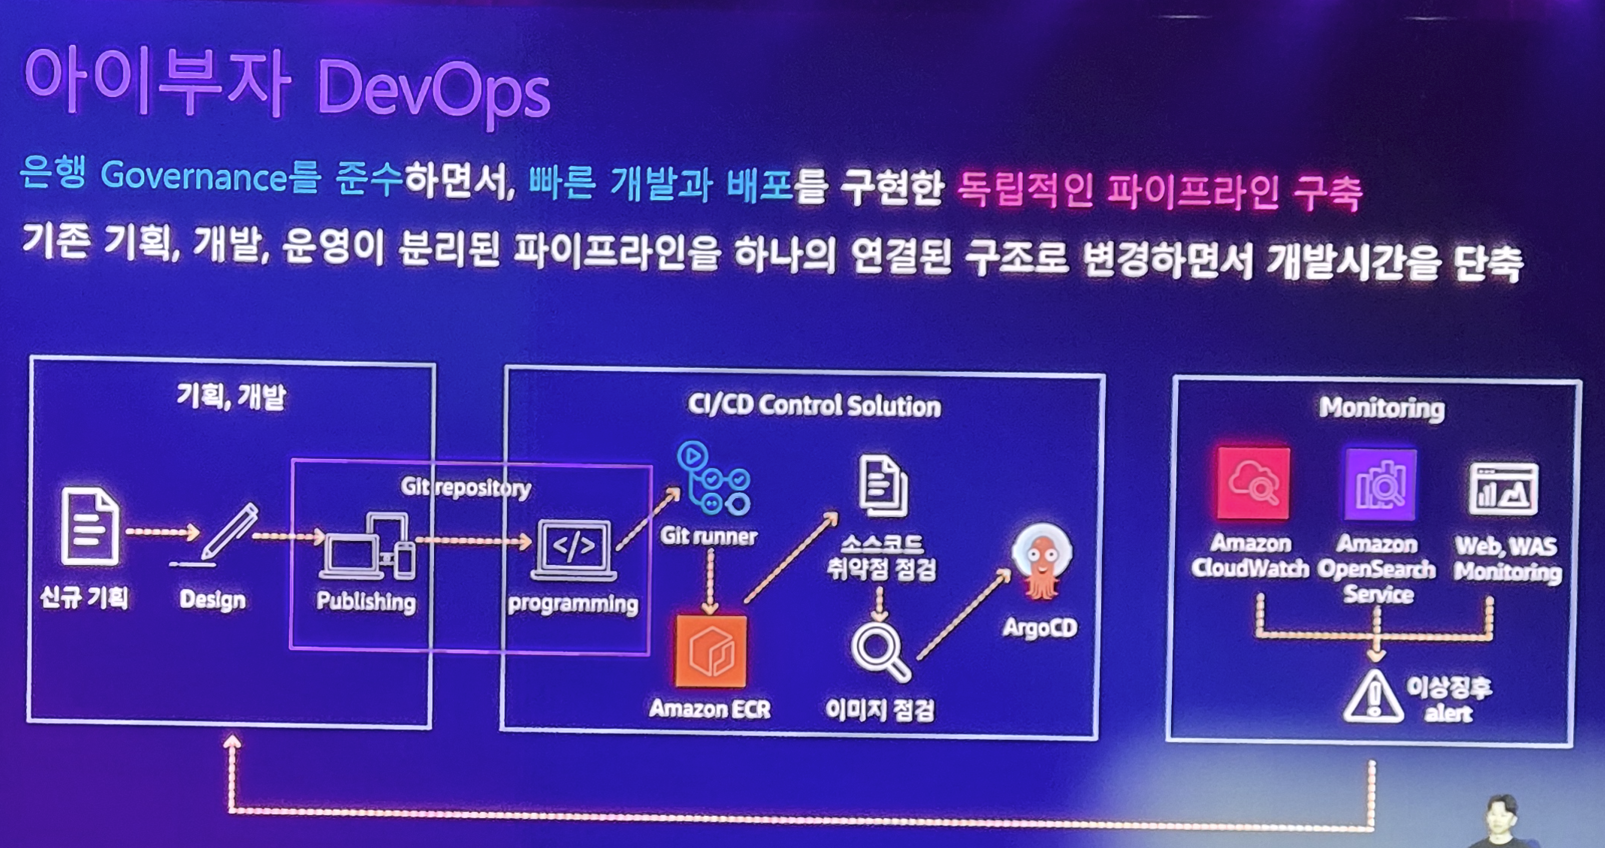 아이부자 DevOps
은행 Governance를 준수하면서, 빠른 개발과 배포를 구현한 독립적인 파이프라인 구축
기존 기획, 개발, 운영이 분리된 파이프라인을 하나의 연결된 구조로 변경하면서 개발시간을 단축
기획, 개발
신규 기획
Design
Git repository
Publishing
programming
CI/CD Control Solution
Git runner
Amazon ECR
소스코드
취약점 점검
이미지 점검
ArgoCD
Monitoring
Amazon
CloudWatch
Amazon
OpenSearch
Service
Web, WAS
Monitoring
이상징후
alert